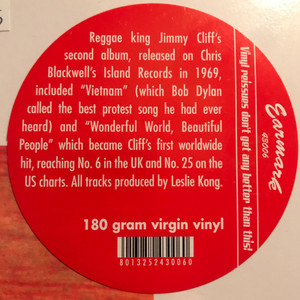 Reggae king Jimmy Cliff's
second album, released on Chris
Blackwell's Island Records in 1969,
included "Vietnam" (which Bob Dylan
called the best protest song he had ever
heard) and "Wonderful World, Beautiful
People" which became Cliff's first worldwide
hit, reaching No. 6 in the UK and No. 25 on the
US charts. All tracks produced by Leslie Kong.
180 gram virgin vinyl
8013252430060
Vinyl reissues don't get any better than this!
Earmark
43006